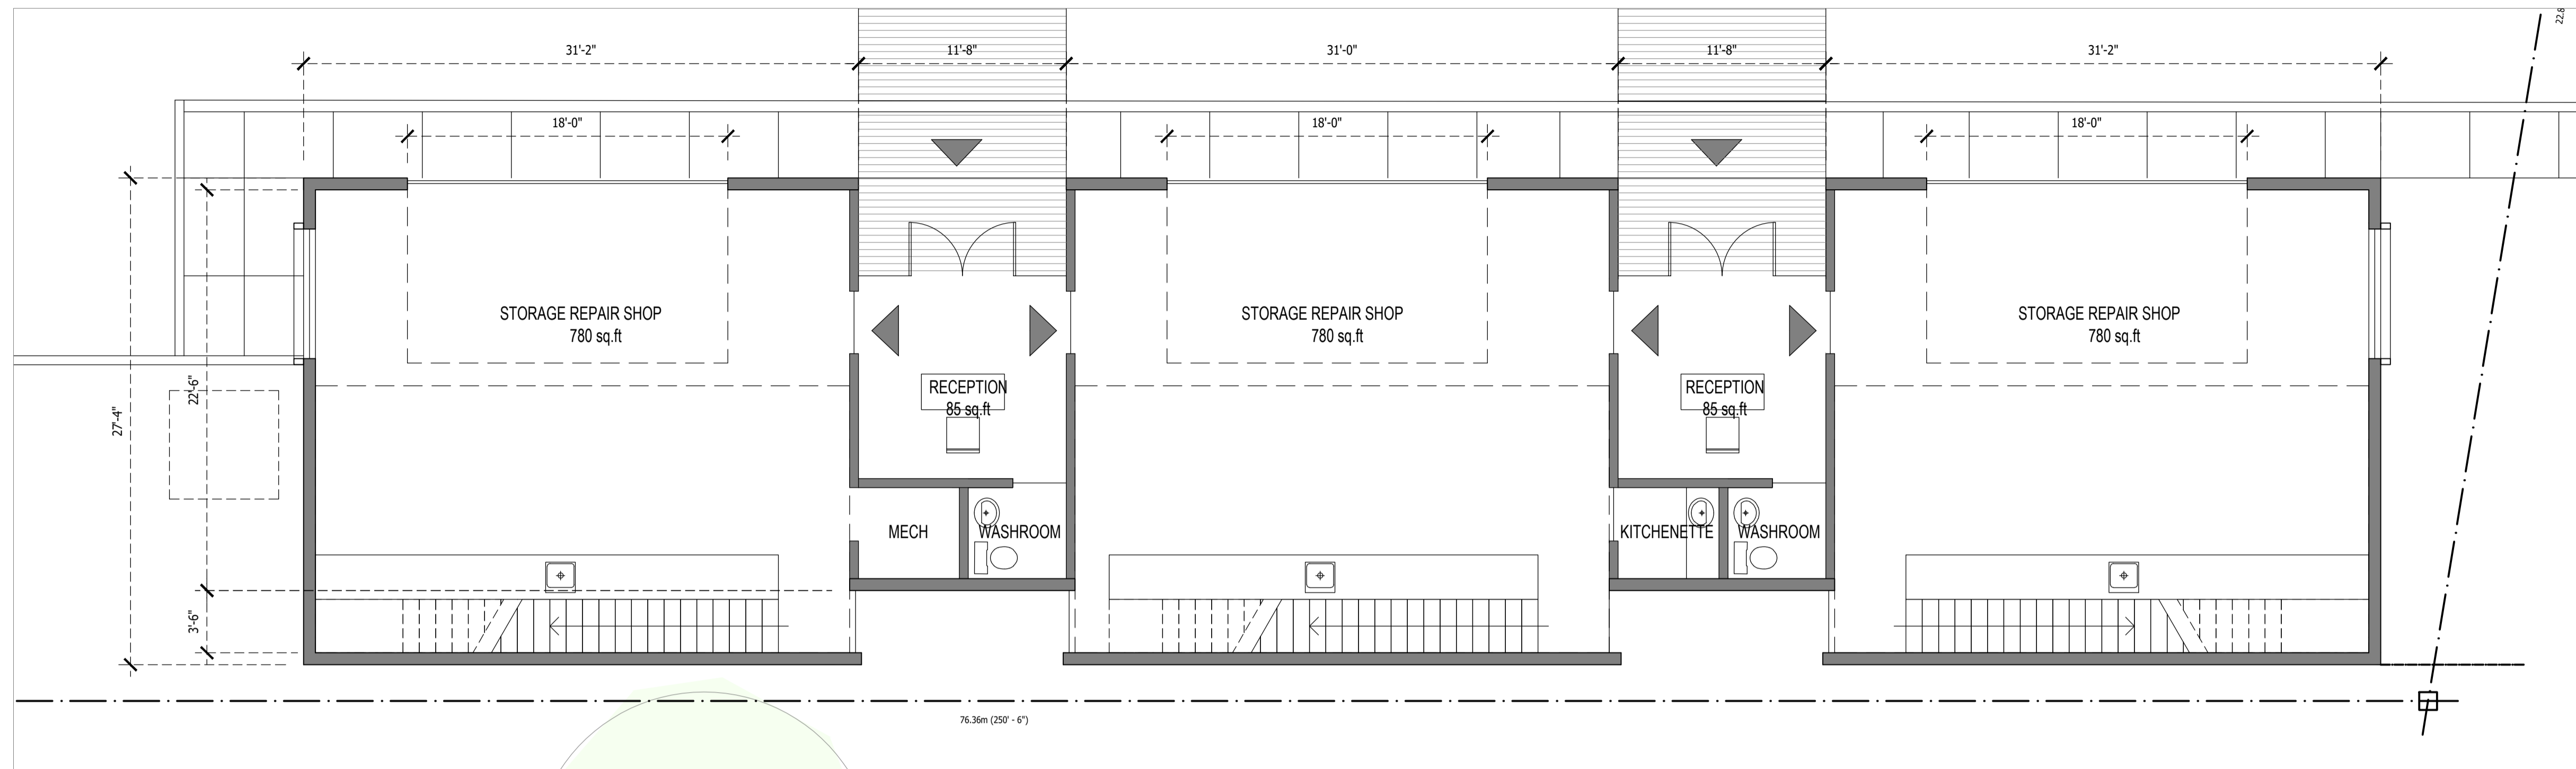 22.8
31'-2"
11'-8"
31'-0"
11'-8"
31'-2"
18'-0"
18'-0"
18'-0"
STORAGE REPAIR SHOP
780 sq.ft
STORAGE REPAIR SHOP
780 sq.ft
STORAGE REPAIR SHOP
780 sq.ft
RECEPTION
85 sq.ft
RECEPTION
85 sq.ft
22'-6"
27'-4"
MECH
WASHROOM
KITCHENETTE
WASHROOM
3'-6"
76.36m (250' - 6")